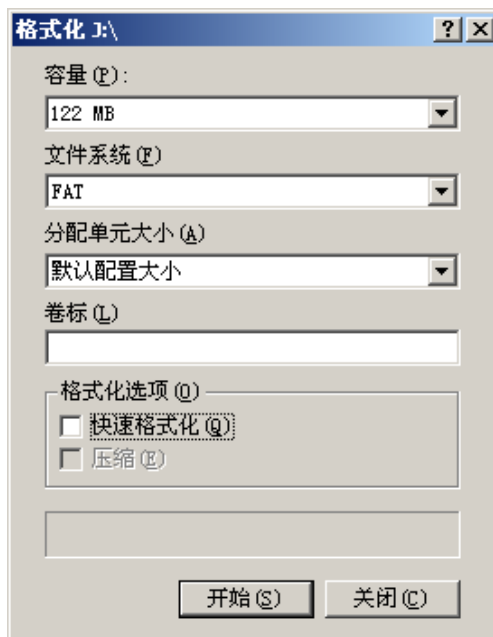 格式化 J:\
容量(P):
122 MB
文件系统(F)
FAT
分配单元大小(A)
默认配置大小
卷标(L)
格式化选项(O)
快速格式化(Q)
压缩(E)
开始(S) 关闭(C)